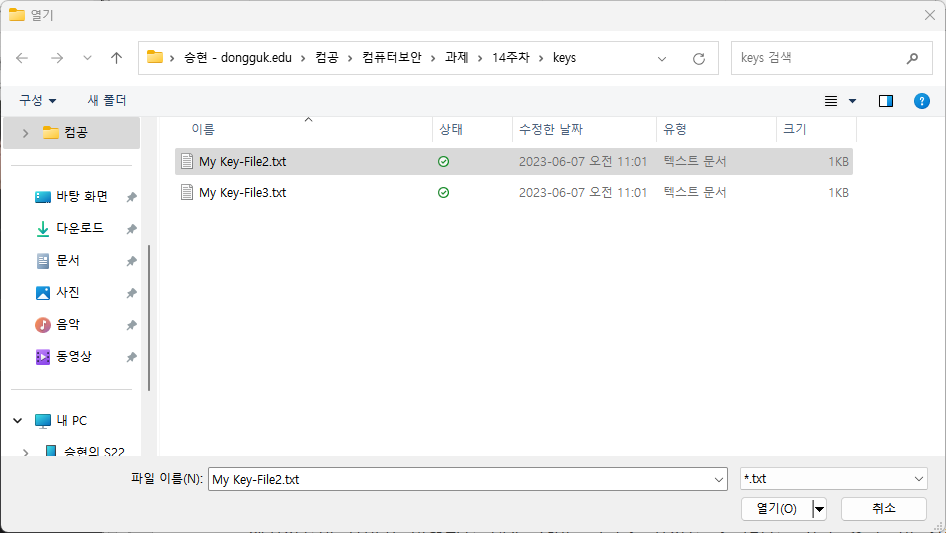 열기
승현 - dongguk.edu > 컴공 > 컴퓨터보안 > 과제 > 14주차 > keys
keys 검색
구성
새 폴더
컴공
바탕 화면
다운로드
문서
사진
음악
동영상
내 PC
승현의 S22
이름 상태 수정한 날짜 유형 크기
My Key-File2.txt 2023-06-07 오전 11:01 텍스트 문서 1KB
My Key-File3.txt 2023-06-07 오전 11:01 텍스트 문서 1KB
파일 이름(N): My Key-File2.txt
*.txt
열기(O)
취소